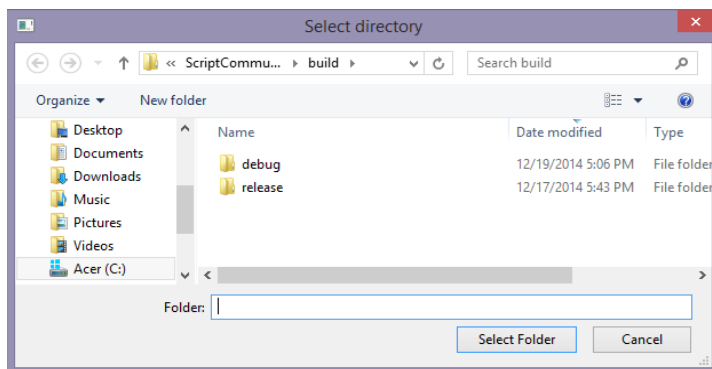 Select directory
« ScriptCommu... build Search build
Organize New folder
Desktop
Documents
Downloads
Music
Pictures
Videos
Acer (C:)
Name Date modified Type
debug 12/19/2014 5:06 PM File folder
release 12/17/2014 5:43 PM File folder
Folder:
Select Folder Cancel